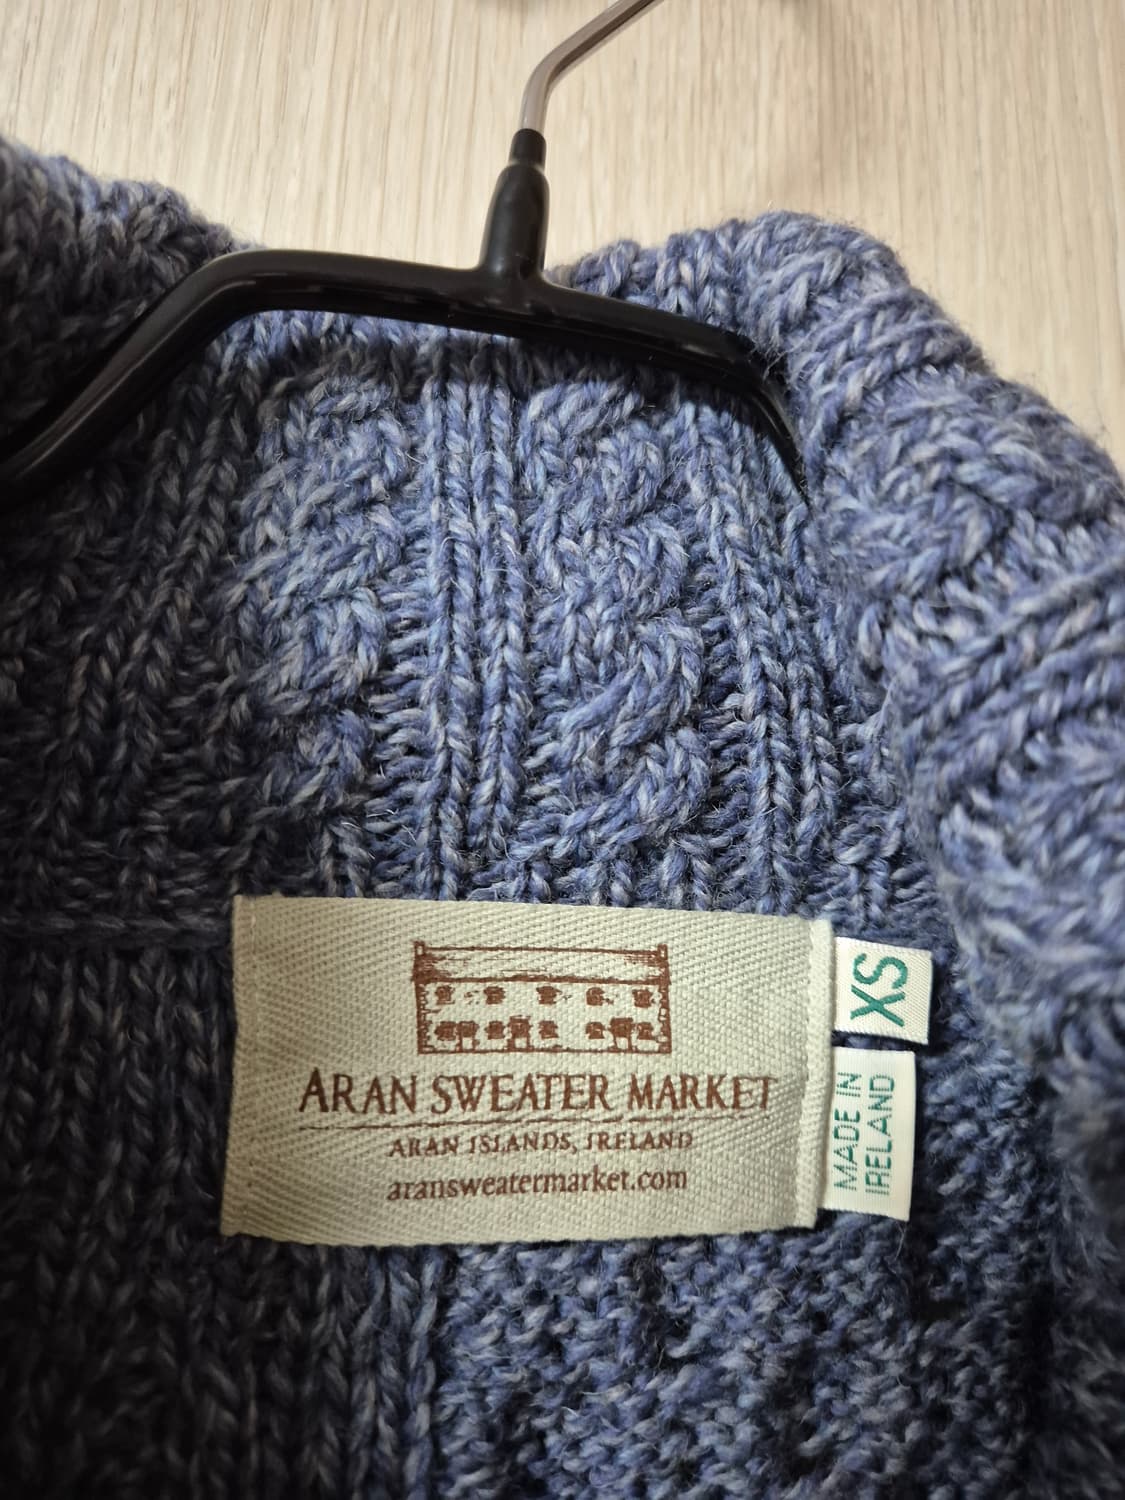 ARAN SWEATER MARKET
ARAN ISLANDS, IRELAND
aransweatermarket.com
XS
MADE IN
IRELAND